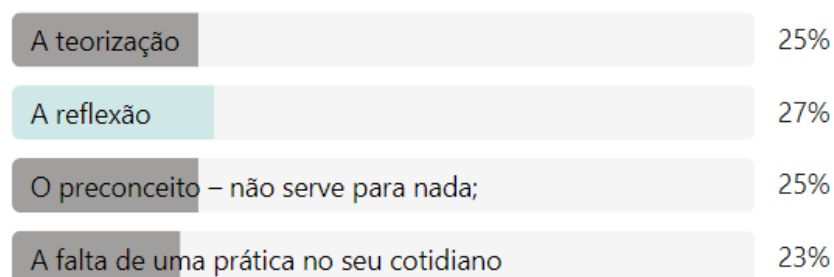 A teorização 25%
A reflexão 27%
O preconceito – não serve para nada; 25%
A falta de uma prática no seu cotidiano 23%